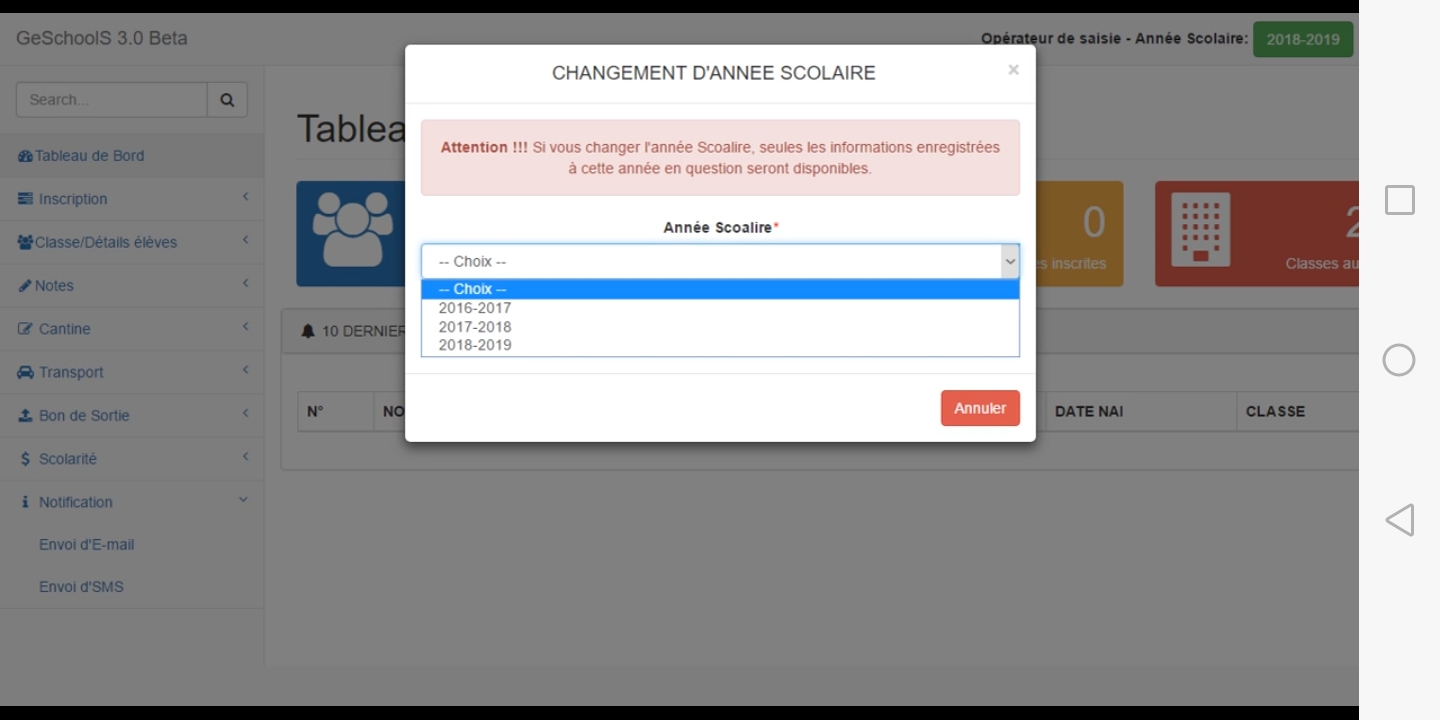 GeSchoolS 3.0 Beta
Opérateur de saisie - Année Scolaire: 2018-2019
CHANGEMENT D'ANNEE SCOLAIRE
×
Search...
Tablea
Attention !!! Si vous changer l'année Scoalire, seules les informations enregistrées
à cette année en question seront disponibles.
Tableau de Bord
Inscription
Classe/Détails élèves
Notes
Cantine
Transport
Bon de Sortie
Scolarité
Notification
Envoi d'E-mail
Envoi d'SMS
Année Scoalire*
-- Choix --
-- Choix --
2016-2017
2017-2018
2018-2019
Annuler
0
es inscrites
2
Classes au
10 DERNIER
N° NO DATE NAI CLASSE